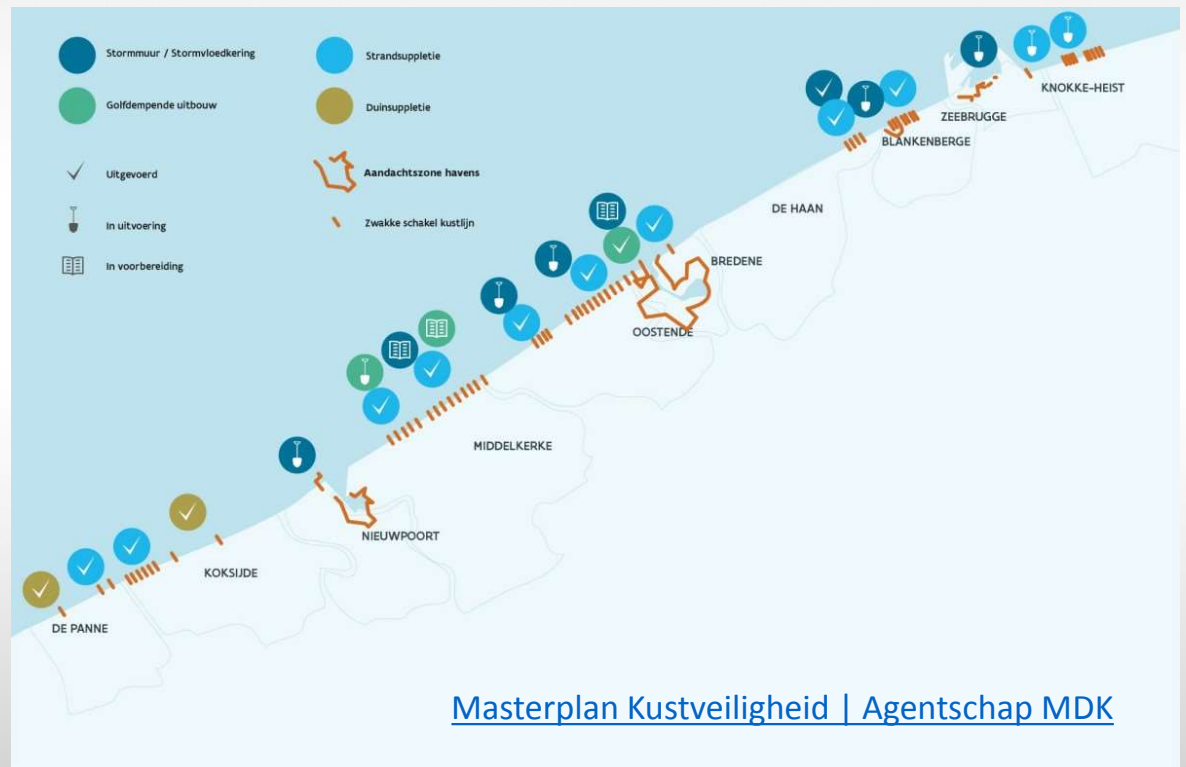 Stormmuur / Stormvloedkering
Strandsuppletie
Golfdempende uitbouw
Duinsuppletie
Uitgevoerd
Aandachtszone havens
In uitvoering
Zwakke schakel kustlijn
In voorbereiding
KNOKKE-HEIST
ZEEBRUGGE
BLANKENBERGE
DE HAAN
BREDENE
OOSTENDE
MIDDELKERKE
NIEUWPOORT
KOKSIJDE
DE PANNE
Masterplan Kustveiligheid | Agentschap MDK